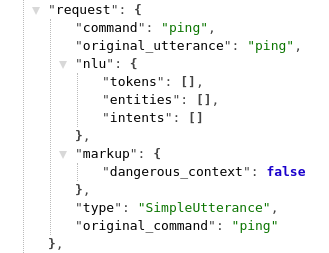 "request": {
"command": "ping",
"original_utterance": "ping",
"nlu": {
"tokens": [],
"entities": [],
"intents": []
},
"markup": {
"dangerous_context": false
},
"type": "SimpleUtterance",
"original_command": "ping"
},